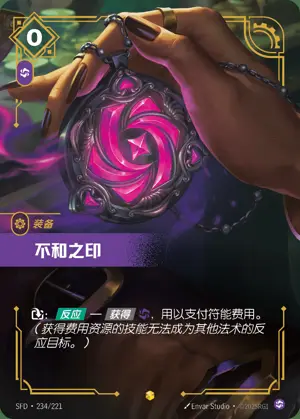 0
装备
不和之印
: 反应 — 获得 , 用以支付符能费用。
(获得费用资源的技能无法成为其他法术的反
应目标。)
SFD • 234/221
Envar Studio
©2025RGI